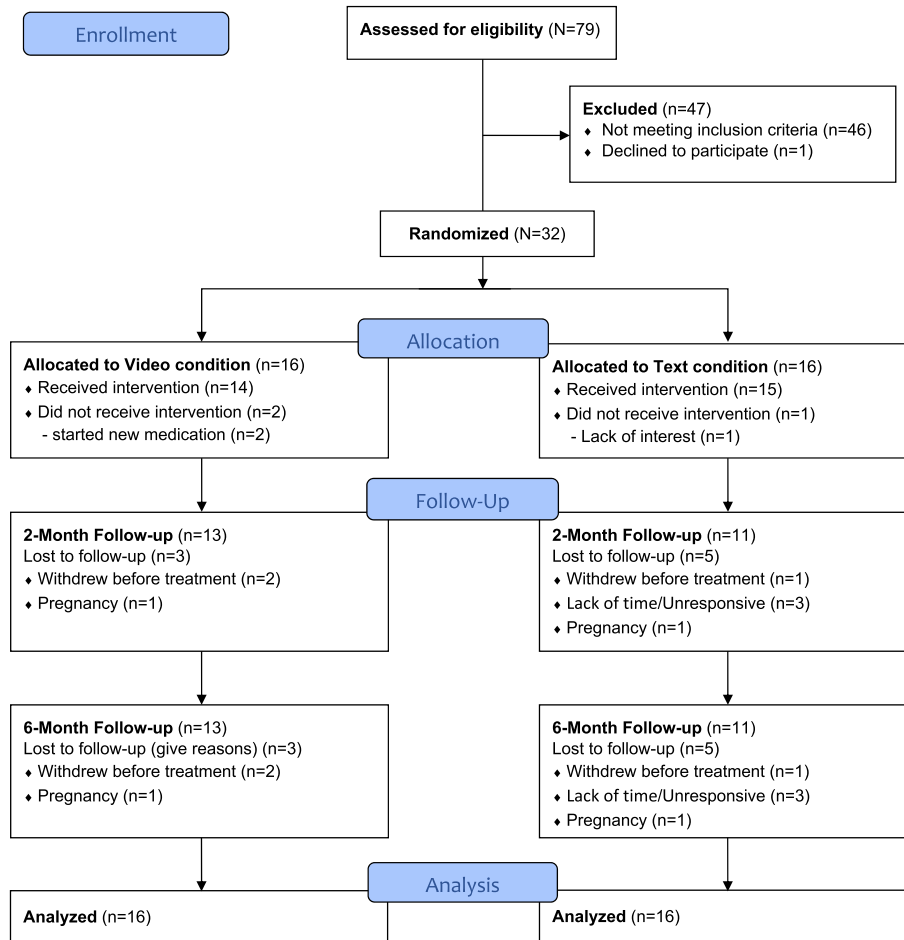 Enrollment
Assessed for eligibility (N=79)
Excluded (n=47)
♦ Not meeting inclusion criteria (n=46)
♦ Declined to participate (n=1)
Randomized (N=32)
Allocation
Allocated to Video condition (n=16)
♦ Received intervention (n=14)
♦ Did not receive intervention (n=2)
- started new medication (n=2)
Allocated to Text condition (n=16)
♦ Received intervention (n=15)
♦ Did not receive intervention (n=1)
- Lack of interest (n=1)
Follow-Up
2-Month Follow-up (n=13)
Lost to follow-up (n=3)
♦ Withdrew before treatment (n=2)
♦ Pregnancy (n=1)
2-Month Follow-up (n=11)
Lost to follow-up (n=5)
♦ Withdrew before treatment (n=1)
♦ Lack of time/Unresponsive (n=3)
♦ Pregnancy (n=1)
6-Month Follow-up (n=13)
Lost to follow-up (give reasons) (n=3)
♦ Withdrew before treatment (n=2)
♦ Pregnancy (n=1)
6-Month Follow-up (n=11)
Lost to follow-up (n=5)
♦ Withdrew before treatment (n=1)
♦ Lack of time/Unresponsive (n=3)
♦ Pregnancy (n=1)
Analysis
Analyzed (n=16)
Analyzed (n=16)